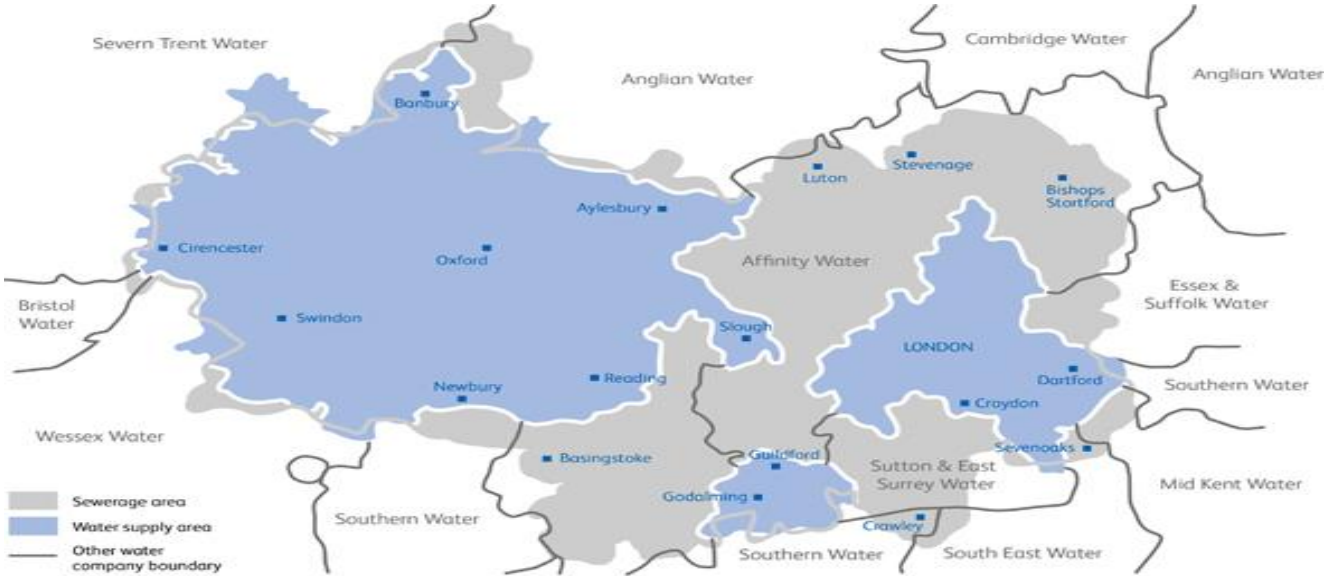 Severn Trent Water
Cambridge Water
Anglian Water
Anglian Water
Banbury
Luton
Stevenage
Bishops
Stortford
Aylesbury
Cirencester
Oxford
Affinity Water
Bristol
Water
Essex &
Suffolk Water
Swindon
Slough
LONDON
Reading
Newbury
Dartford
Croydon
Southern Water
Wessex Water
Basingstoke
Guildford
Sevenoaks
Sutton & East
Surrey Water
Godalming
Mid Kent Water
Sewerage area
Water supply area
Other water
company boundary
Southern Water
Crawley
Southern Water
South East Water